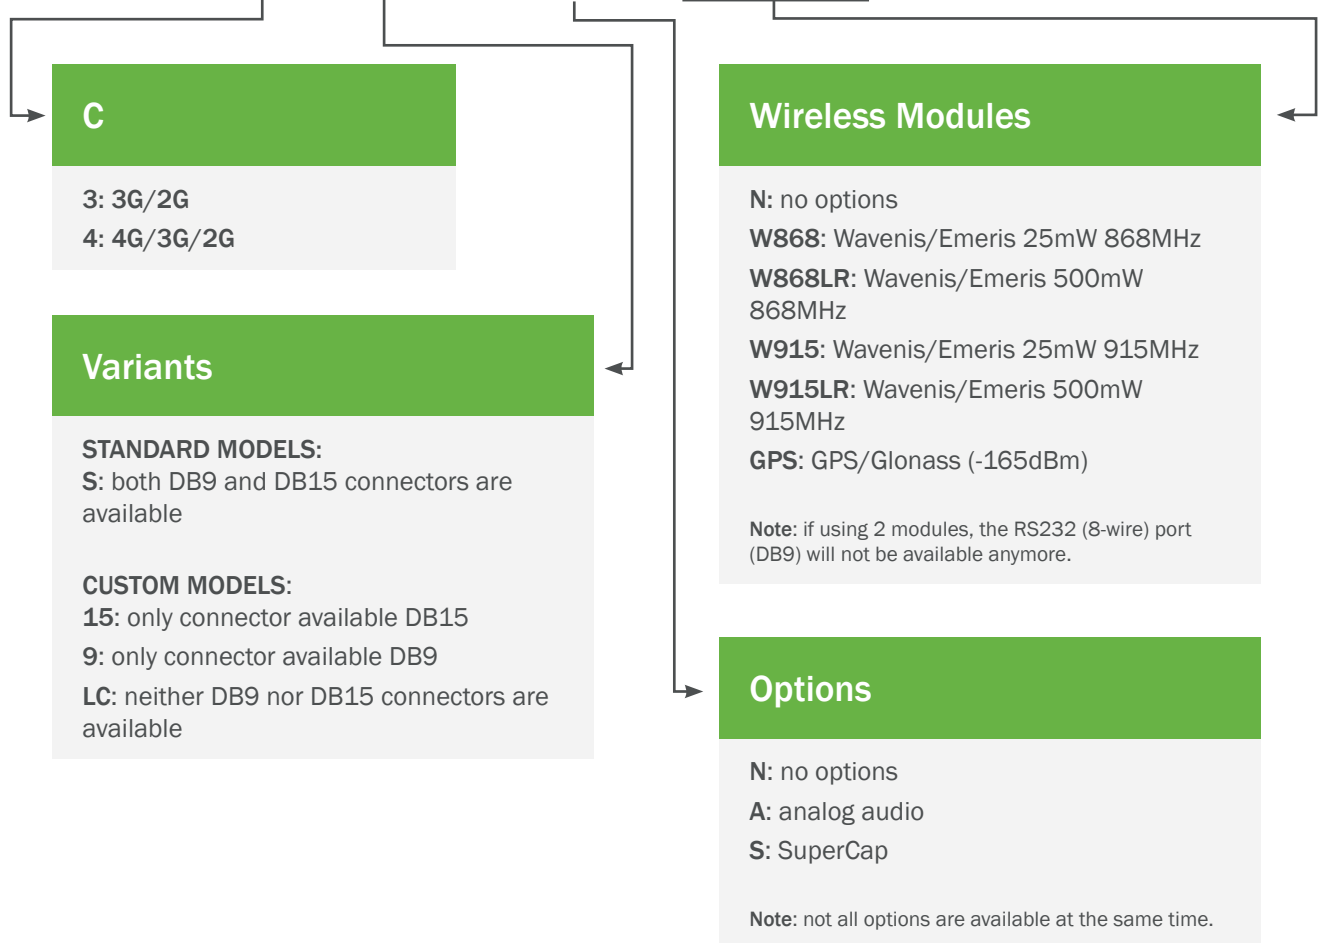 C
3: 3G/2G
4: 4G/3G/2G
Variants
STANDARD MODELS:
S: both DB9 and DB15 connectors are
available
CUSTOM MODELS:
15: only connector available DB15
9: only connector available DB9
LC: neither DB9 nor DB15 connectors are
available
Wireless Modules
N: no options
W868: Wavenis/Emeris 25mW 868MHz
W868LR: Wavenis/Emeris 500mW
868MHz
W915: Wavenis/Emeris 25mW 915MHz
W915LR: Wavenis/Emeris 500mW
915MHz
GPS: GPS/Glonass (-165dBm)
Note: if using 2 modules, the RS232 (8-wire) port
(DB9) will not be available anymore.
Options
N: no options
A: analog audio
S: SuperCap
Note: not all options are available at the same time.